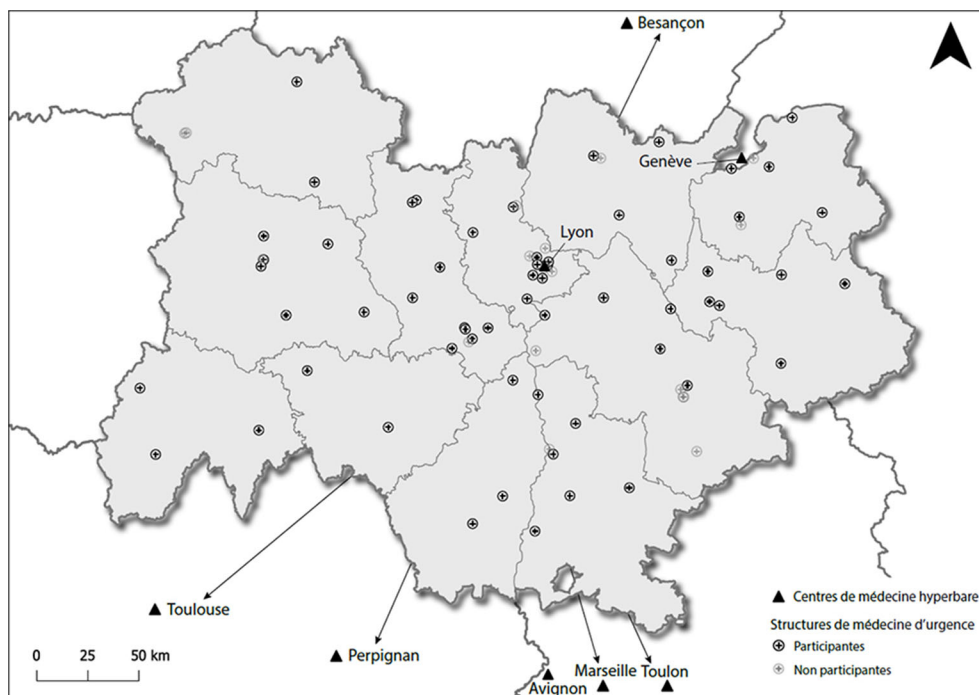 Besançon
Genève
Lyon
Toulouse
Perpignan
Avignon
Marseille Toulon
0 25 50 km
Centres de médecine hyperbare
Structures de médecine d'urgence
Participantes
Non participantes